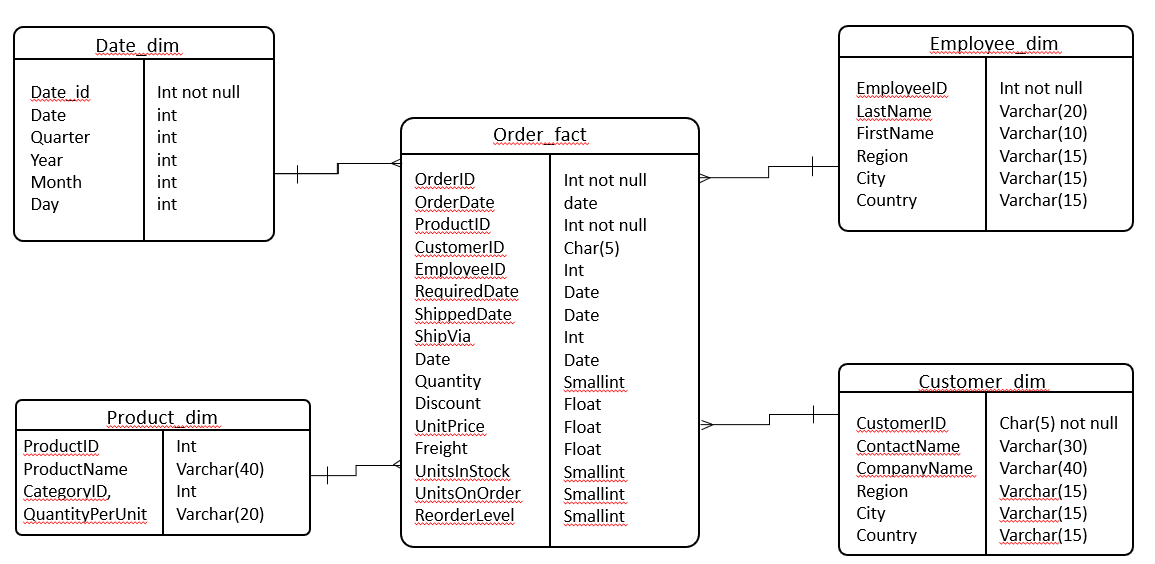 Date_dim
Date_id Int not null
Date int
Quarter int
Year int
Month int
Day int
Employee_dim
EmployeeID Int not null
LastName Varchar(20)
FirstName Varchar(10)
Region Varchar(15)
City Varchar(15)
Country Varchar(15)
Order_fact
OrderID Int not null
OrderDate date
ProductID Int not null
CustomerID Char(5)
EmployeeID Int
RequiredDate Date
ShippedDate Date
ShipVia Int
Date Date
Quantity Smallint
Discount Float
UnitPrice Float
Freight Float
UnitsInStock Smallint
UnitsOnOrder Smallint
ReorderLevel Smallint
Product_dim
ProductID Int
ProductName Varchar(40)
CategoryID, Int
QuantityPerUnit Varchar(20)
Customer_dim
CustomerID Char(5) not null
ContactName Varchar(30)
CompanyName Varchar(40)
Region Varchar(15)
City Varchar(15)
Country Varchar(15)